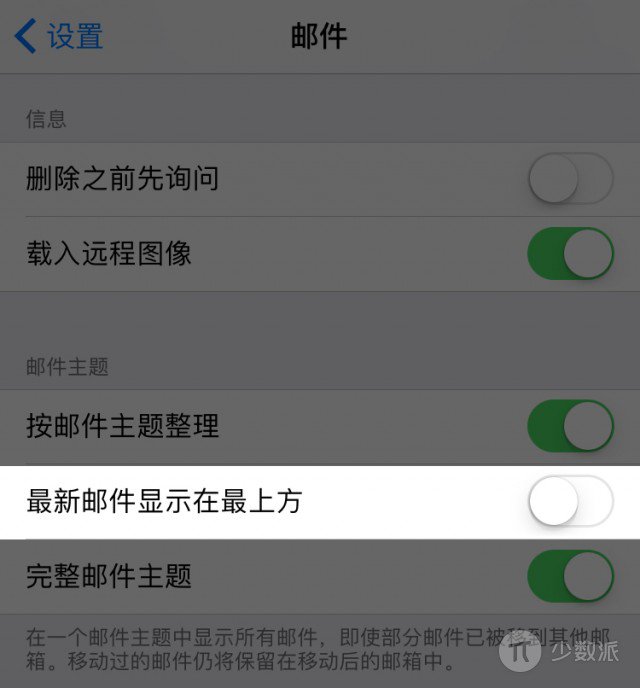 设置
邮件
信息
删除之前先询问
载入远程图像
邮件主题
按邮件主题整理
最新邮件显示在最上方
完整邮件主题
在一个邮件主题中显示所有邮件，即使部分邮件已被移到其他邮
箱。移动过的邮件仍将保留在移动后的邮箱中。
少数派